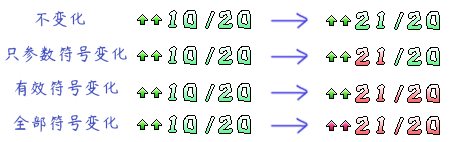 不变化 ↑↑10/20 → ↑↑21/20
只参数符号变化 ↑↑10/20 → ↑↑21/20
有效符号变化 ↑↑10/20 → ↑↑21/20
全部符号变化 ↑↑10/20 → ↑↑21/20